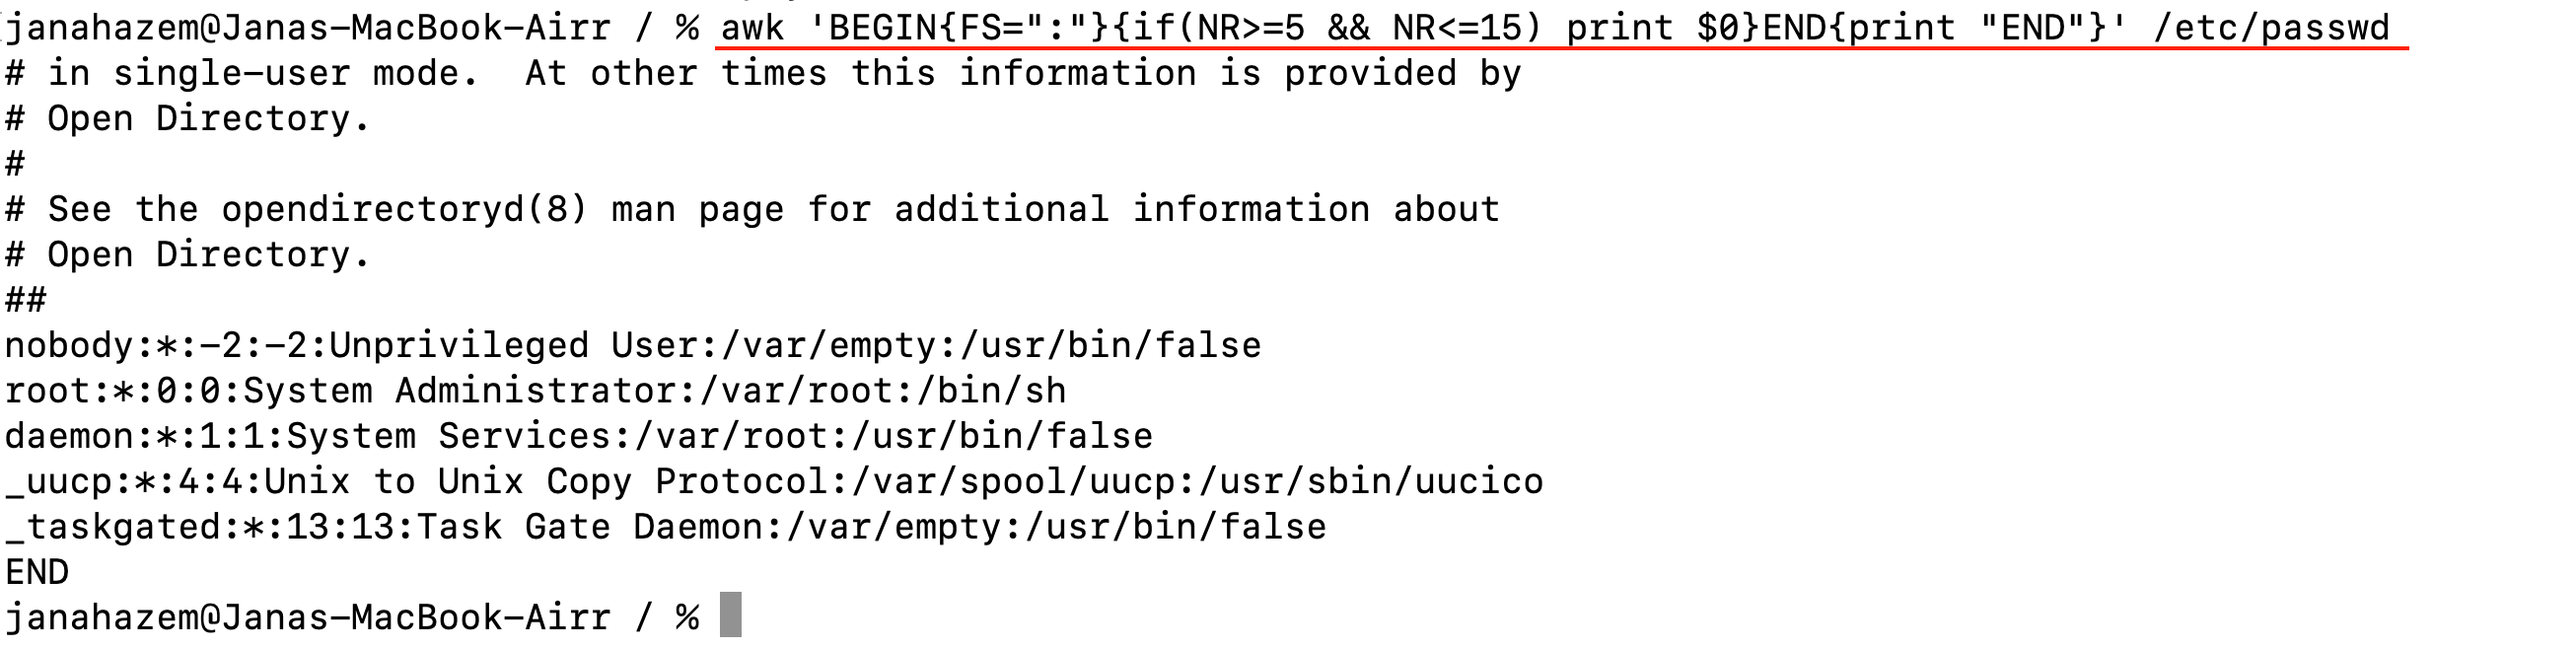 janahazem@Janas-MacBook-Airr / % awk 'BEGIN{FS=":"}{if(NR>=5 && NR<=15) print $0}END{print "END"}' /etc/passwd
# in single-user mode.  At other times this information is provided by
# Open Directory.
#
# See the opendirectoryd(8) man page for additional information about
# Open Directory.
##
nobody:*:-2:-2:Unprivileged User:/var/empty:/usr/bin/false
root:*:0:0:System Administrator:/var/root:/bin/sh
daemon:*:1:1:System Services:/var/root:/usr/bin/false
_uucp:*:4:4:Unix to Unix Copy Protocol:/var/spool/uucp:/usr/sbin/uucico
_taskgated:*:13:13:Task Gate Daemon:/var/empty:/usr/bin/false
END
janahazem@Janas-MacBook-Airr / %